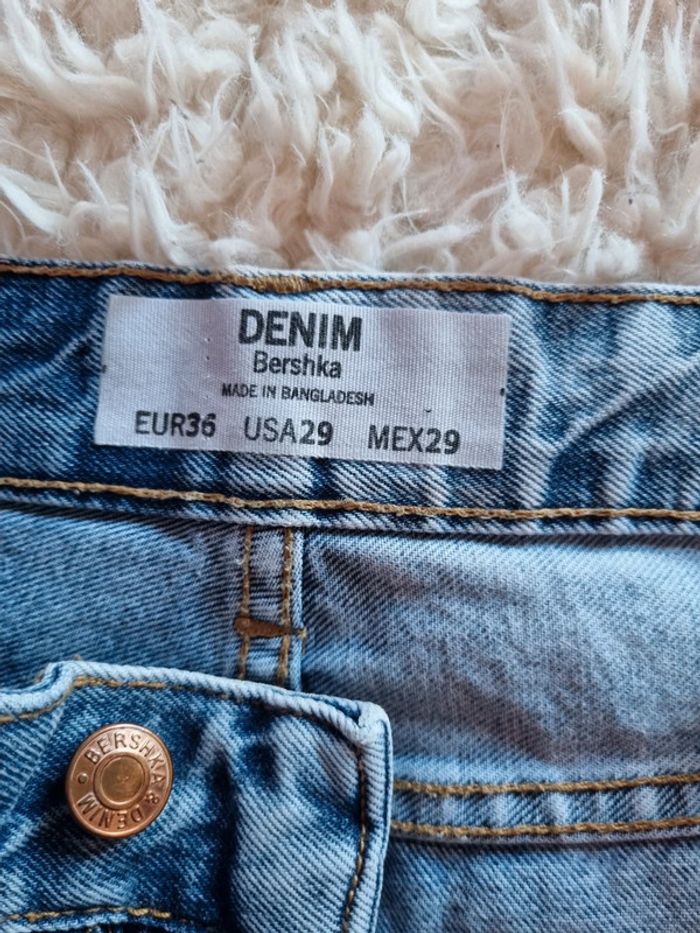 DENIM
Bershka
MADE IN BANGLADESH
EUR36 USA29 MEX29
BERSHKA & DENIM